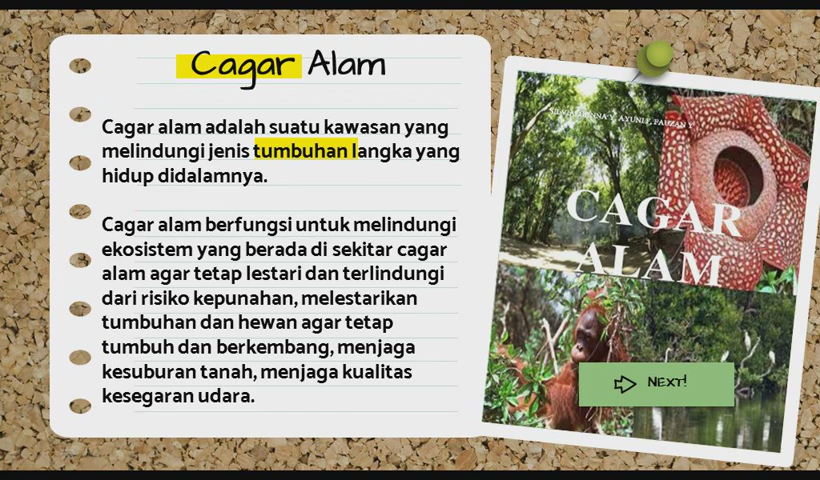 Cagar Alam
Cagar alam adalah suatu kawasan yang
melindungi jenis tumbuhan langka yang
hidup didalamnya.
Cagar alam berfungsi untuk melindungi
ekosistem yang berada di sekitar cagar
alam agar tetap lestari dan terlindungi
dari risiko kepunahan, melestarikan
tumbuhan dan hewan agar tetap
tumbuh dan berkembang, menjaga
kesuburan tanah, menjaga kualitas
kesegaran udara.
AYUNI F, FAUZAN Y
CAGAR
ALAM
NEXT!